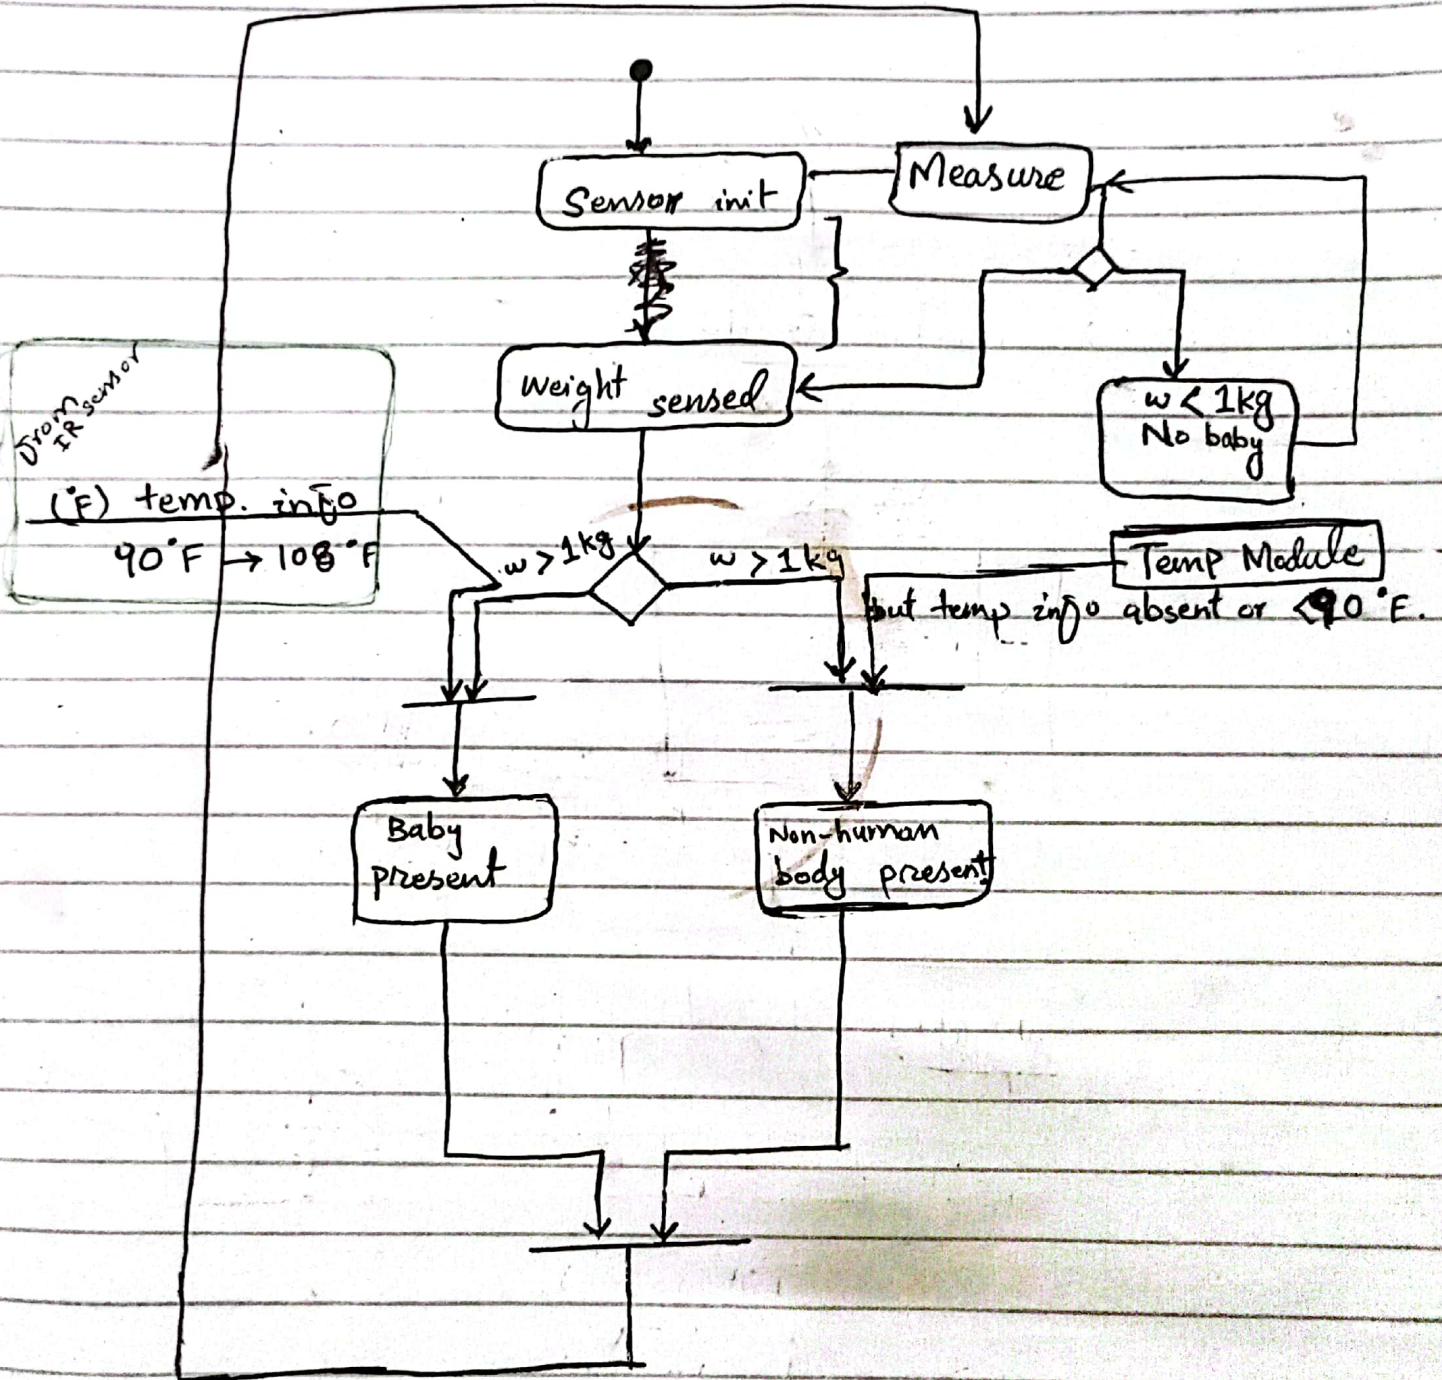 Sensor init
Measure
weight sensed
w < 1kg
No baby
From
IR sensor
(°F) temp. info
90°F → 108°F
w > 1kg
w > 1kg
Temp Module
but temp info absent or <90°F.
Baby
present
Non-human
body present